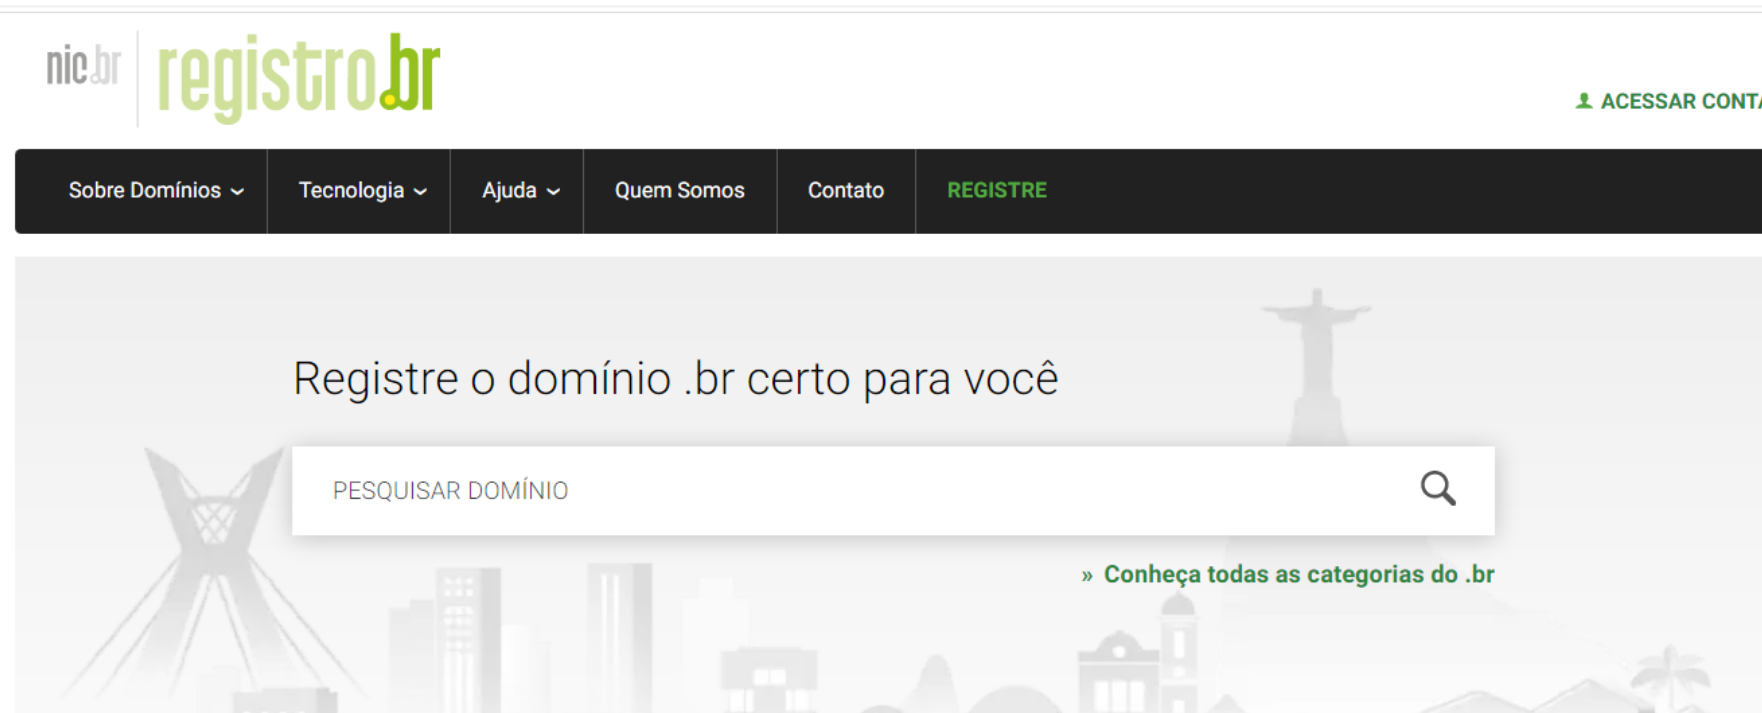 nic.br registro.br
ACESSAR CONTA
Sobre Domínios Tecnologia Ajuda Quem Somos Contato REGISTRE
Registre o domínio .br certo para você
PESQUISAR DOMÍNIO
» Conheça todas as categorias do .br